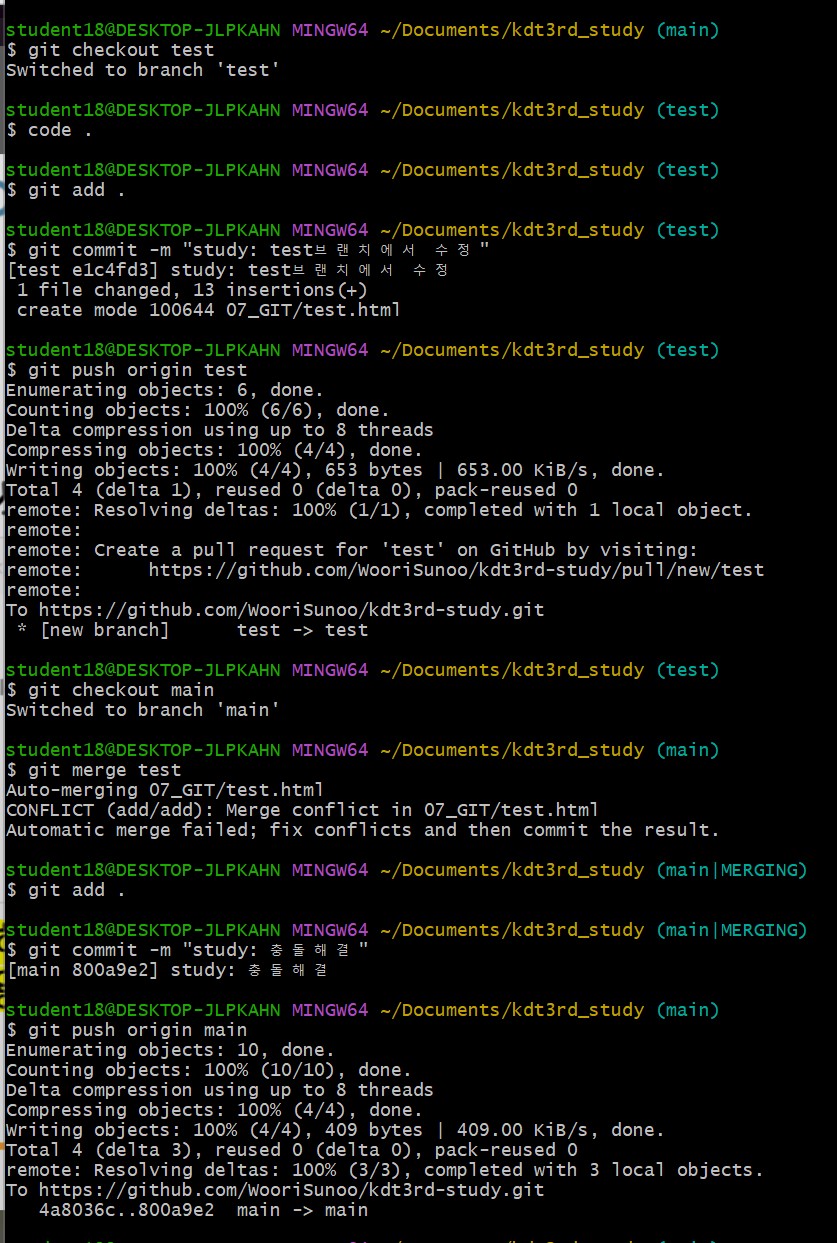 student18@DESKTOP-JLPKAHN MINGW64 ~/Documents/kdt3rd_study (main)
$ git checkout test
Switched to branch 'test'
student18@DESKTOP-JLPKAHN MINGW64 ~/Documents/kdt3rd_study (test)
$ code .
student18@DESKTOP-JLPKAHN MINGW64 ~/Documents/kdt3rd_study (test)
$ git add .
student18@DESKTOP-JLPKAHN MINGW64 ~/Documents/kdt3rd_study (test)
$ git commit -m "study: test브랜치에서 수정"
[test e1c4fd3] study: test브랜치에서 수정
1 file changed, 13 insertions(+)
create mode 100644 07_GIT/test.html
student18@DESKTOP-JLPKAHN MINGW64 ~/Documents/kdt3rd_study (test)
$ git push origin test
Enumerating objects: 6, done.
Counting objects: 100% (6/6), done.
Delta compression using up to 8 threads
Compressing objects: 100% (4/4), done.
Writing objects: 100% (4/4), 653 bytes | 653.00 KiB/s, done.
Total 4 (delta 1), reused 0 (delta 0), pack-reused 0
remote: Resolving deltas: 100% (1/1), completed with 1 local object.
remote:
remote: Create a pull request for 'test' on GitHub by visiting:
remote:      https://github.com/WooriSunoo/kdt3rd-study/pull/new/test
remote:
To https://github.com/WooriSunoo/kdt3rd-study.git
* [new branch]      test -> test
student18@DESKTOP-JLPKAHN MINGW64 ~/Documents/kdt3rd_study (test)
$ git checkout main
Switched to branch 'main'
student18@DESKTOP-JLPKAHN MINGW64 ~/Documents/kdt3rd_study (main)
$ git merge test
Auto-merging 07_GIT/test.html
CONFLICT (add/add): Merge conflict in 07_GIT/test.html
Automatic merge failed; fix conflicts and then commit the result.
student18@DESKTOP-JLPKAHN MINGW64 ~/Documents/kdt3rd_study (main|MERGING)
$ git add .
student18@DESKTOP-JLPKAHN MINGW64 ~/Documents/kdt3rd_study (main|MERGING)
$ git commit -m "study: 충돌해결"
[main 800a9e2] study: 충돌해결
student18@DESKTOP-JLPKAHN MINGW64 ~/Documents/kdt3rd_study (main)
$ git push origin main
Enumerating objects: 10, done.
Counting objects: 100% (10/10), done.
Delta compression using up to 8 threads
Compressing objects: 100% (4/4), done.
Writing objects: 100% (4/4), 409 bytes | 409.00 KiB/s, done.
Total 4 (delta 3), reused 0 (delta 0), pack-reused 0
remote: Resolving deltas: 100% (3/3), completed with 3 local objects.
To https://github.com/WooriSunoo/kdt3rd-study.git
4a8036c..800a9e2  main -> main